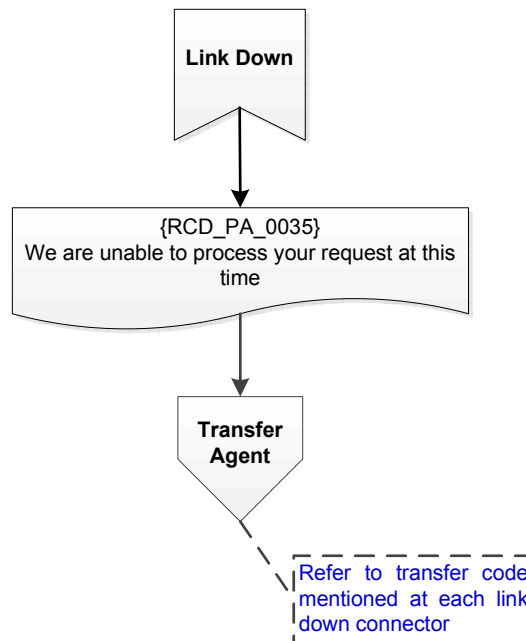 Link Down
{RCD_PA_0035}
We are unable to process your request at this
time
Transfer
Agent
Refer to transfer code
mentioned at each link
down connector